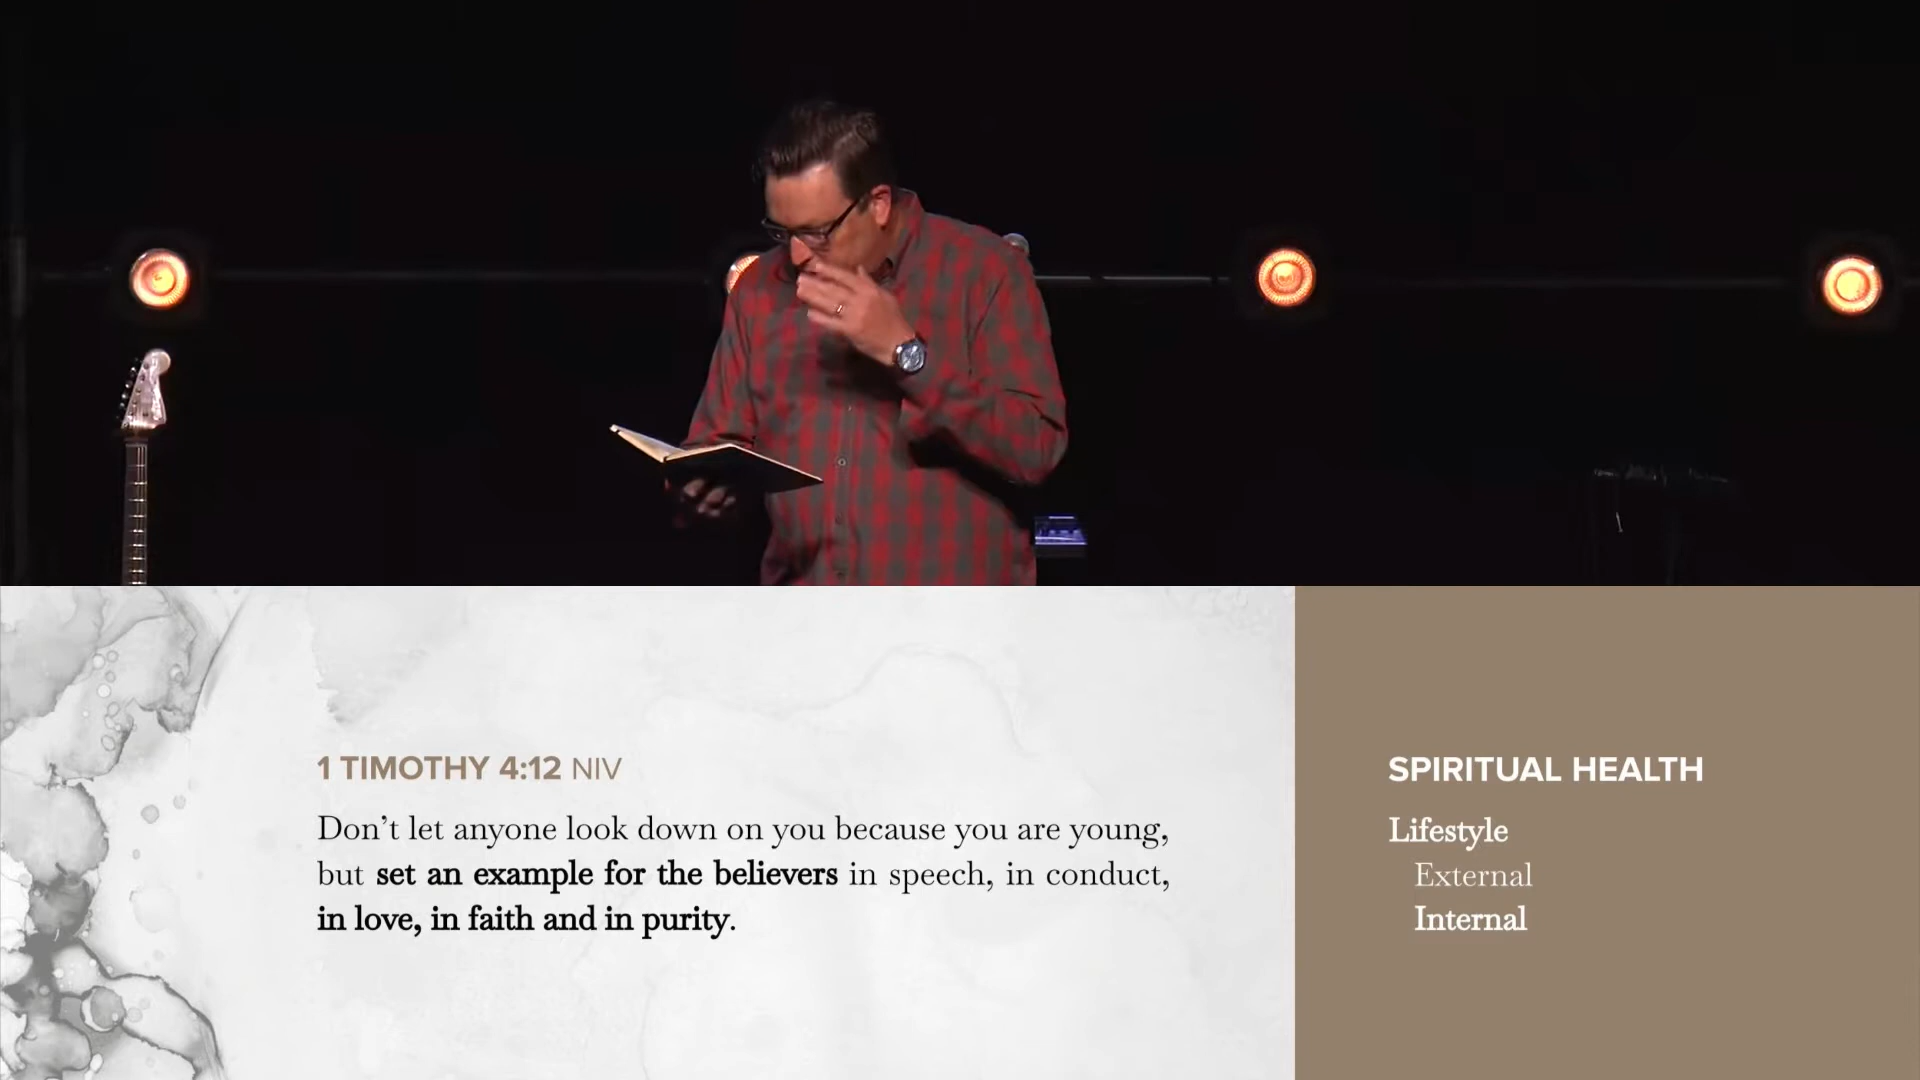 1 TIMOTHY 4:12 NIV
Don’t let anyone look down on you because you are young,
but set an example for the believers in speech, in conduct,
in love, in faith and in purity.
SPIRITUAL HEALTH
Lifestyle
External
Internal